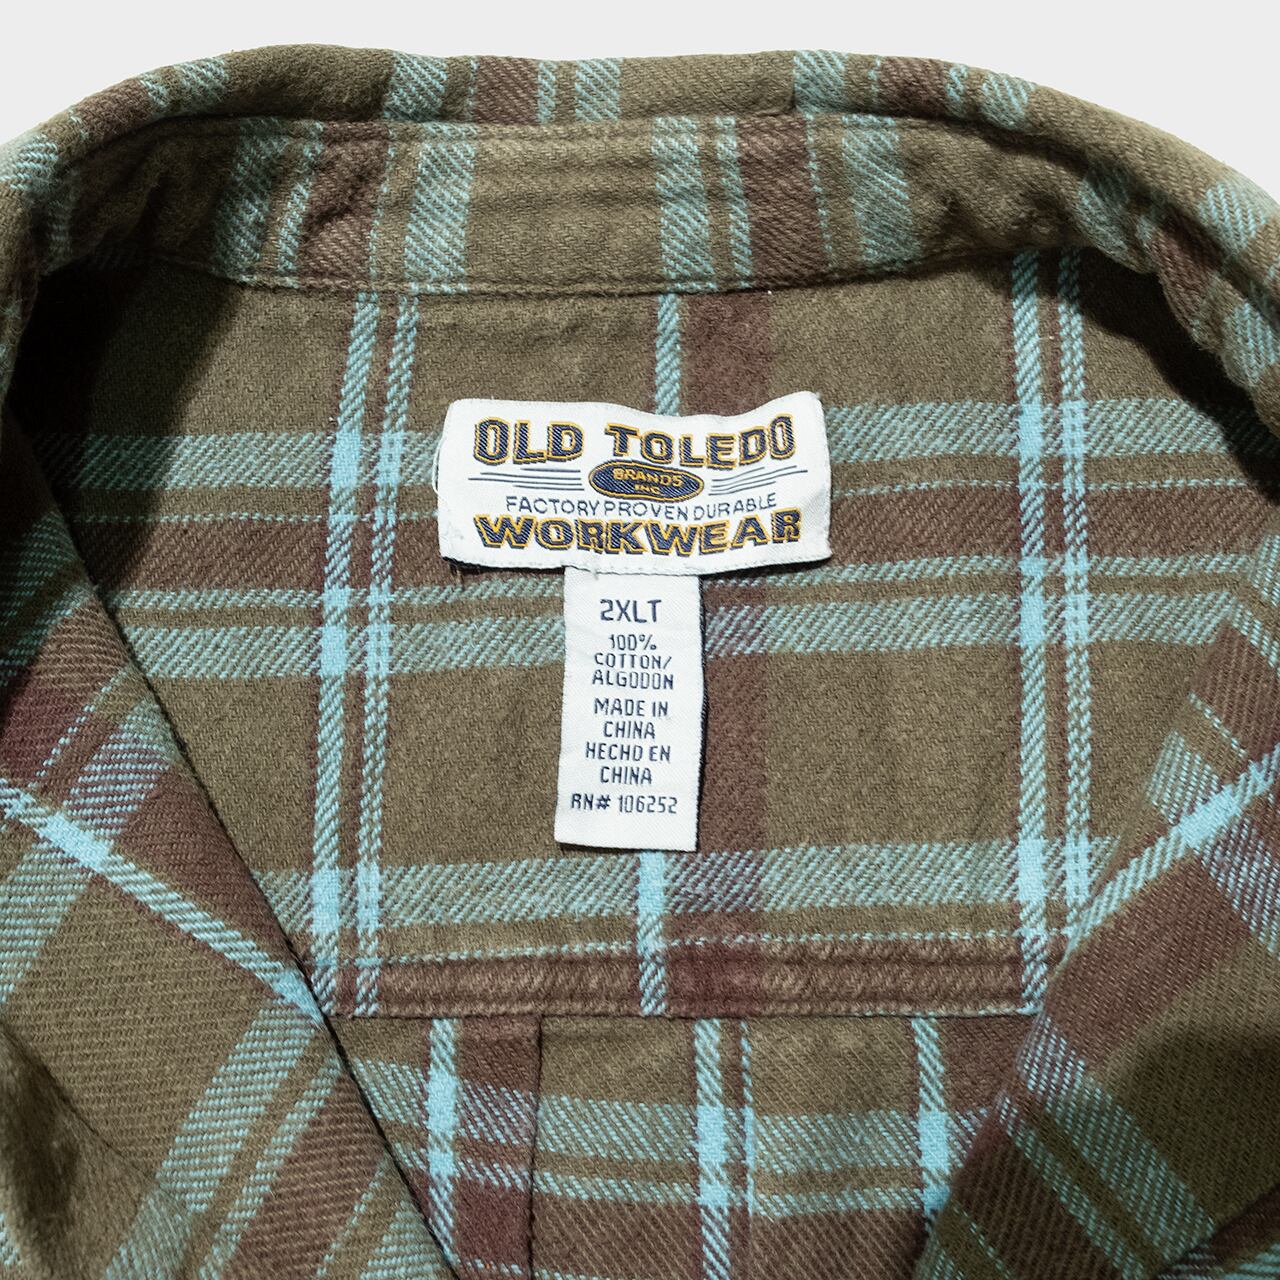 OLD TOLEDO
BRANDS
INC
FACTORY PROVEN DURABLE
WORKWEAR
2XLT
100%
COTTON/
ALGODON
MADE IN
CHINA
HECHO EN
CHINA
RN# 106252